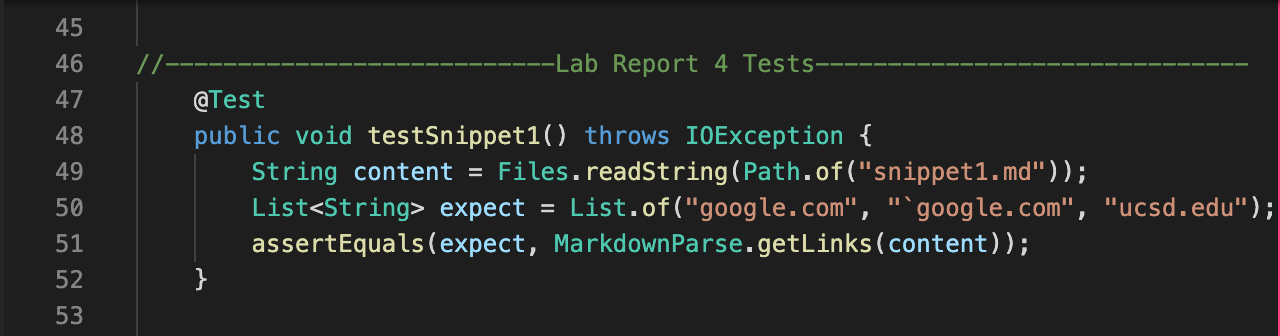 45
46 //---------------------------Lab Report 4 Tests------------------------------
47     @Test
48     public void testSnippet1() throws IOException {
49         String content = Files.readString(Path.of("snippet1.md"));
50         List<String> expect = List.of("google.com", "`google.com", "ucsd.edu");
51         assertEquals(expect, MarkdownParse.getLinks(content));
52     }
53